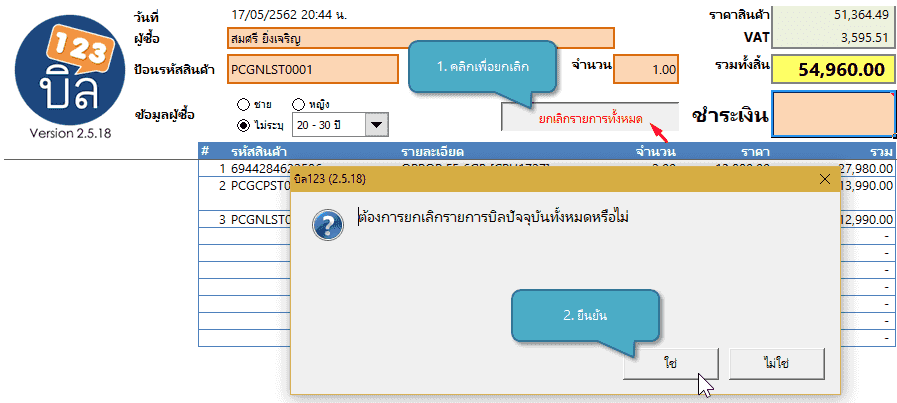 วันที่ 17/05/2562 20:44 น. ราคาสินค้า 51,364.49
ผู้ซื้อ สมศรี ยิ่งเจริญ VAT 3,595.51
ป้อนรหัสสินค้า PCGNLST0001 จำนวน 1.00 รวมทั้งสิ้น 54,960.00
1. คลิกเพื่อยกเลิก
123
บิล
Version 2.5.18
ข้อมูลผู้ซื้อ ชาย หญิง
ไม่ระบุ 20 - 30 ปี
ยกเลิกรายการทั้งหมด
ชำระเงิน
# รหัสสินค้า รายละเอียด จำนวน ราคา รวม
1 27,980.00
2 PCGCPST0 13,990.00
3 PCGNLST0 12,990.00
-
-
-
-
-
-
-
บิล123 (2.5.18)
ต้องการยกเลิกรายการบิลปัจจุบันทั้งหมดหรือไม่
2. ยืนยัน
ใช่ ไม่ใช่